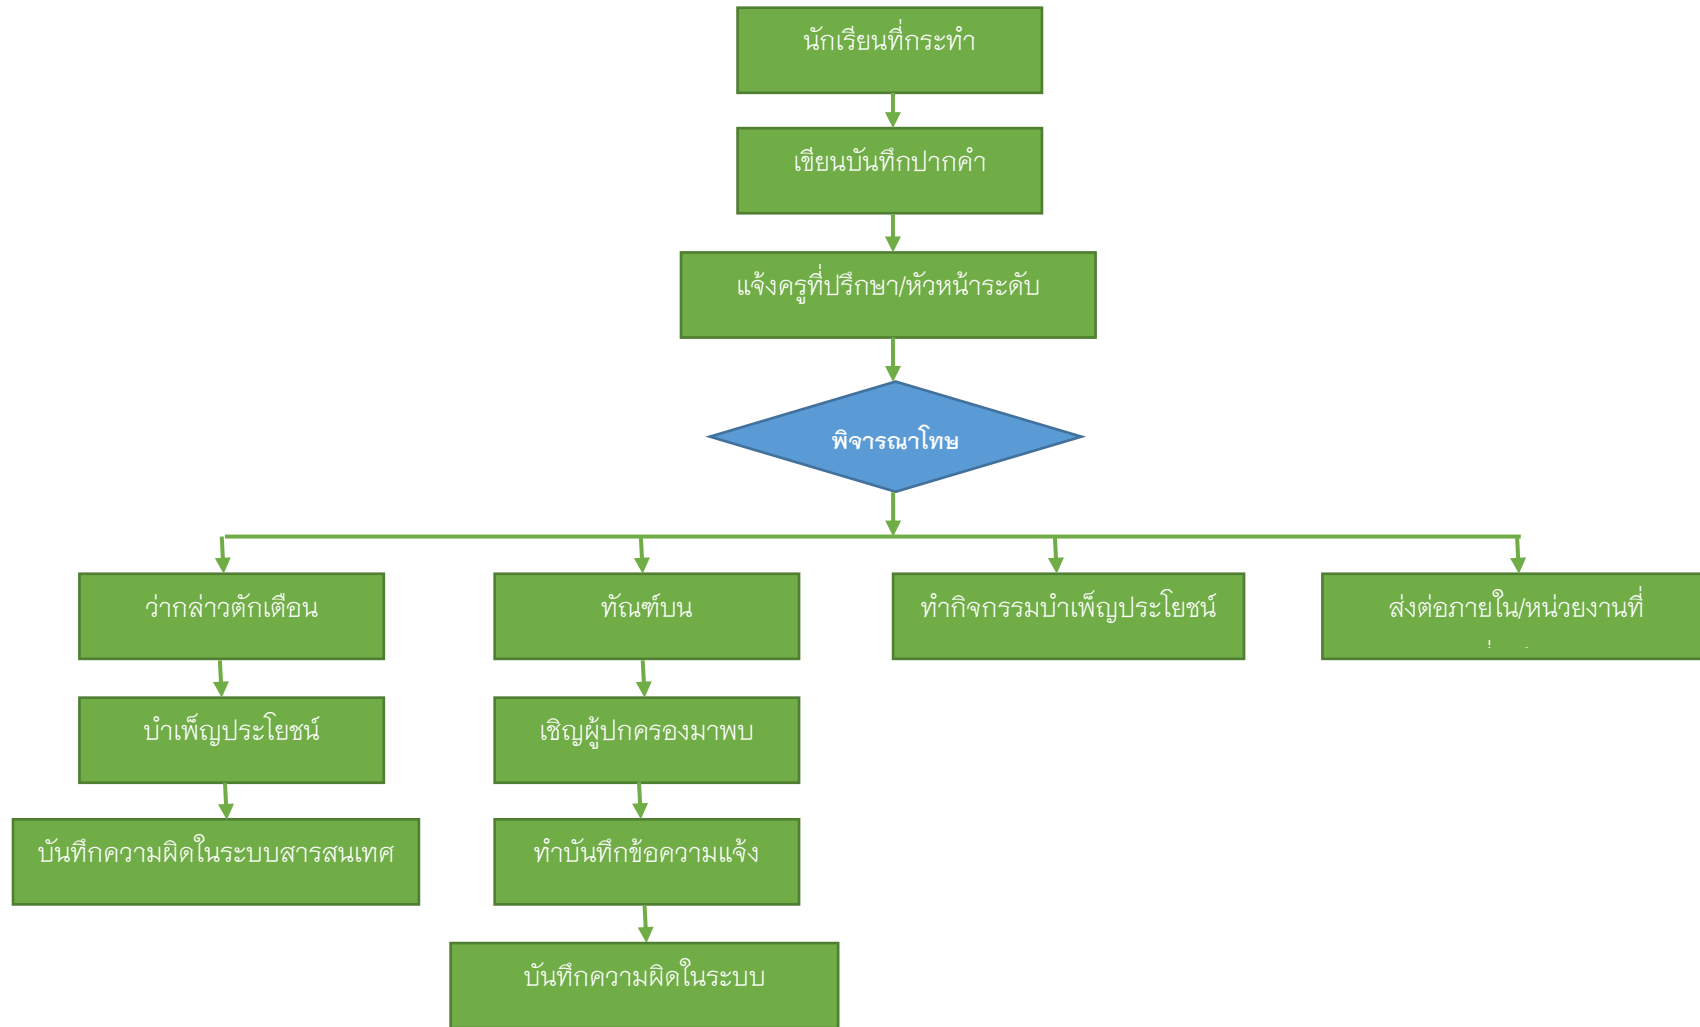 นักเรียนที่กระทำ
เขียนบันทึกปากคำ
แจ้งครูที่ปรึกษา/หัวหน้าระดับ
พิจารณาโทษ
ว่ากล่าวตักเตือน
ทัณฑ์บน
ทำกิจกรรมบำเพ็ญประโยชน์
ส่งต่อภายใน/หน่วยงานที่
บำเพ็ญประโยชน์
เชิญผู้ปกครองมาพบ
บันทึกความผิดในระบบสารสนเทศ
ทำบันทึกข้อความแจ้ง
บันทึกความผิดในระบบ